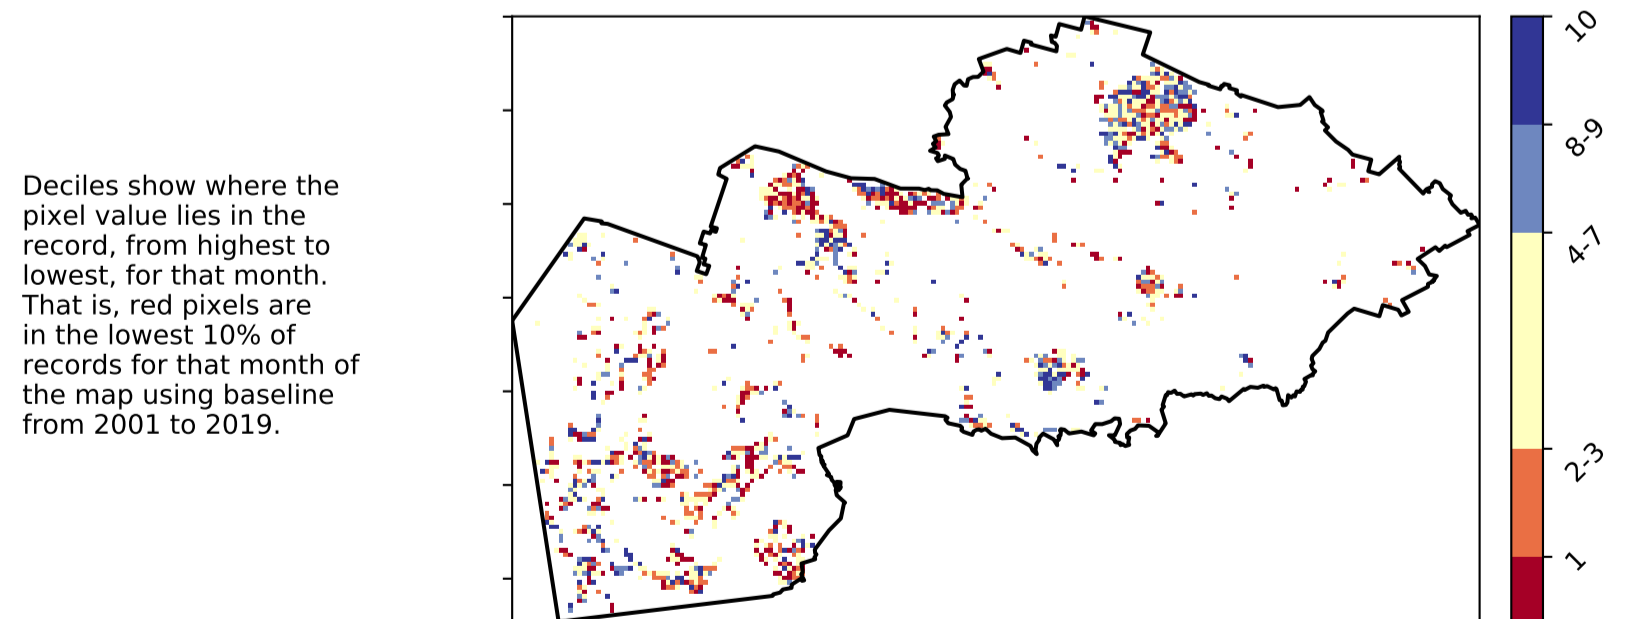 Deciles show where the
pixel value lies in the
record, from highest to
lowest, for that month.
That is, red pixels are
in the lowest 10% of
records for that month of
the map using baseline
from 2001 to 2019.
10
8-9
4-7
2-3
1